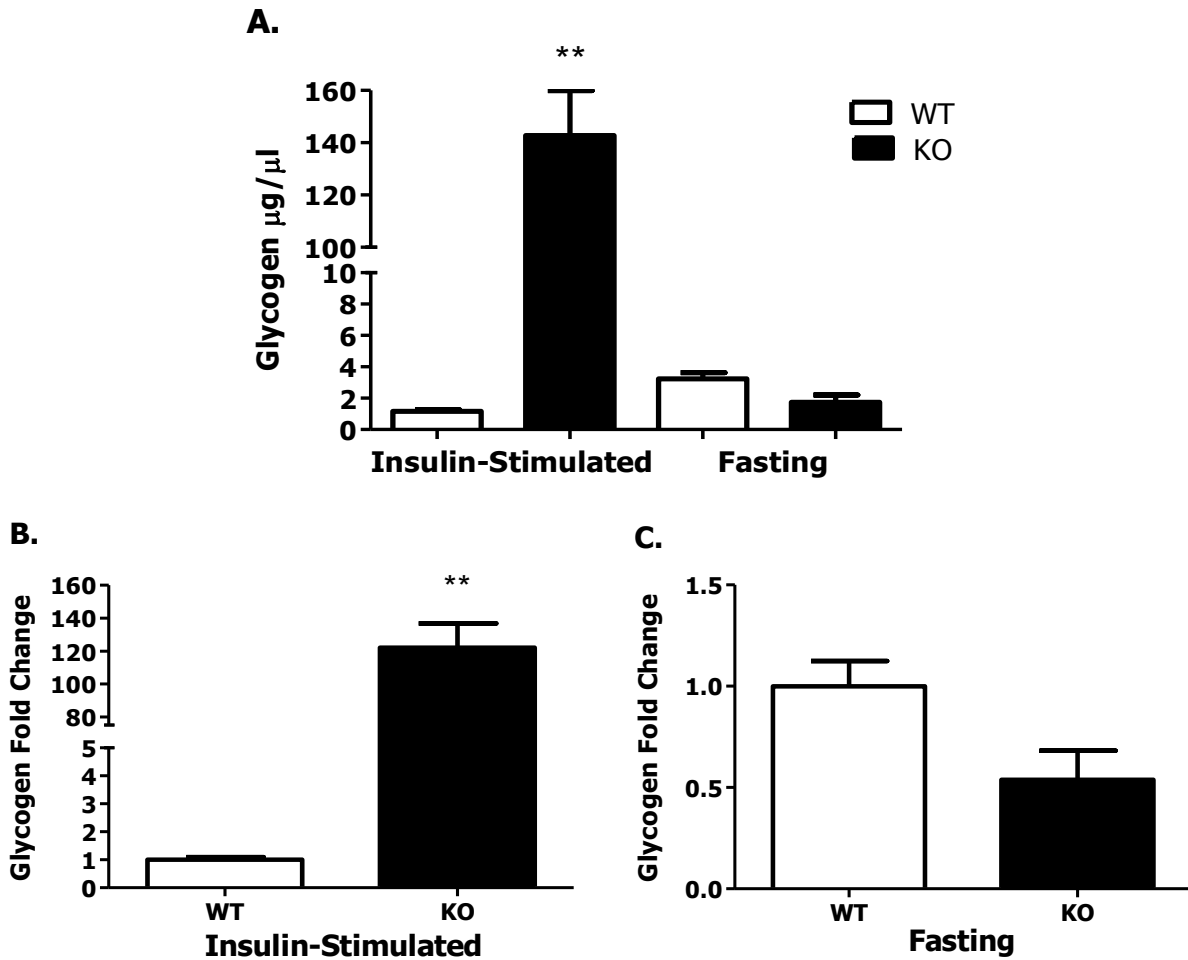 A.
**
Glycogen µg/µl
160
140
120
100
10
8
6
4
2
0
WT
KO
Insulin-Stimulated
Fasting
B.
Glycogen Fold Change
160
140
120
100
80
5
4
3
2
1
0
**
WT
KO
Insulin-Stimulated
C.
Glycogen Fold Change
1.5
1.0
0.5
0.0
WT
KO
Fasting